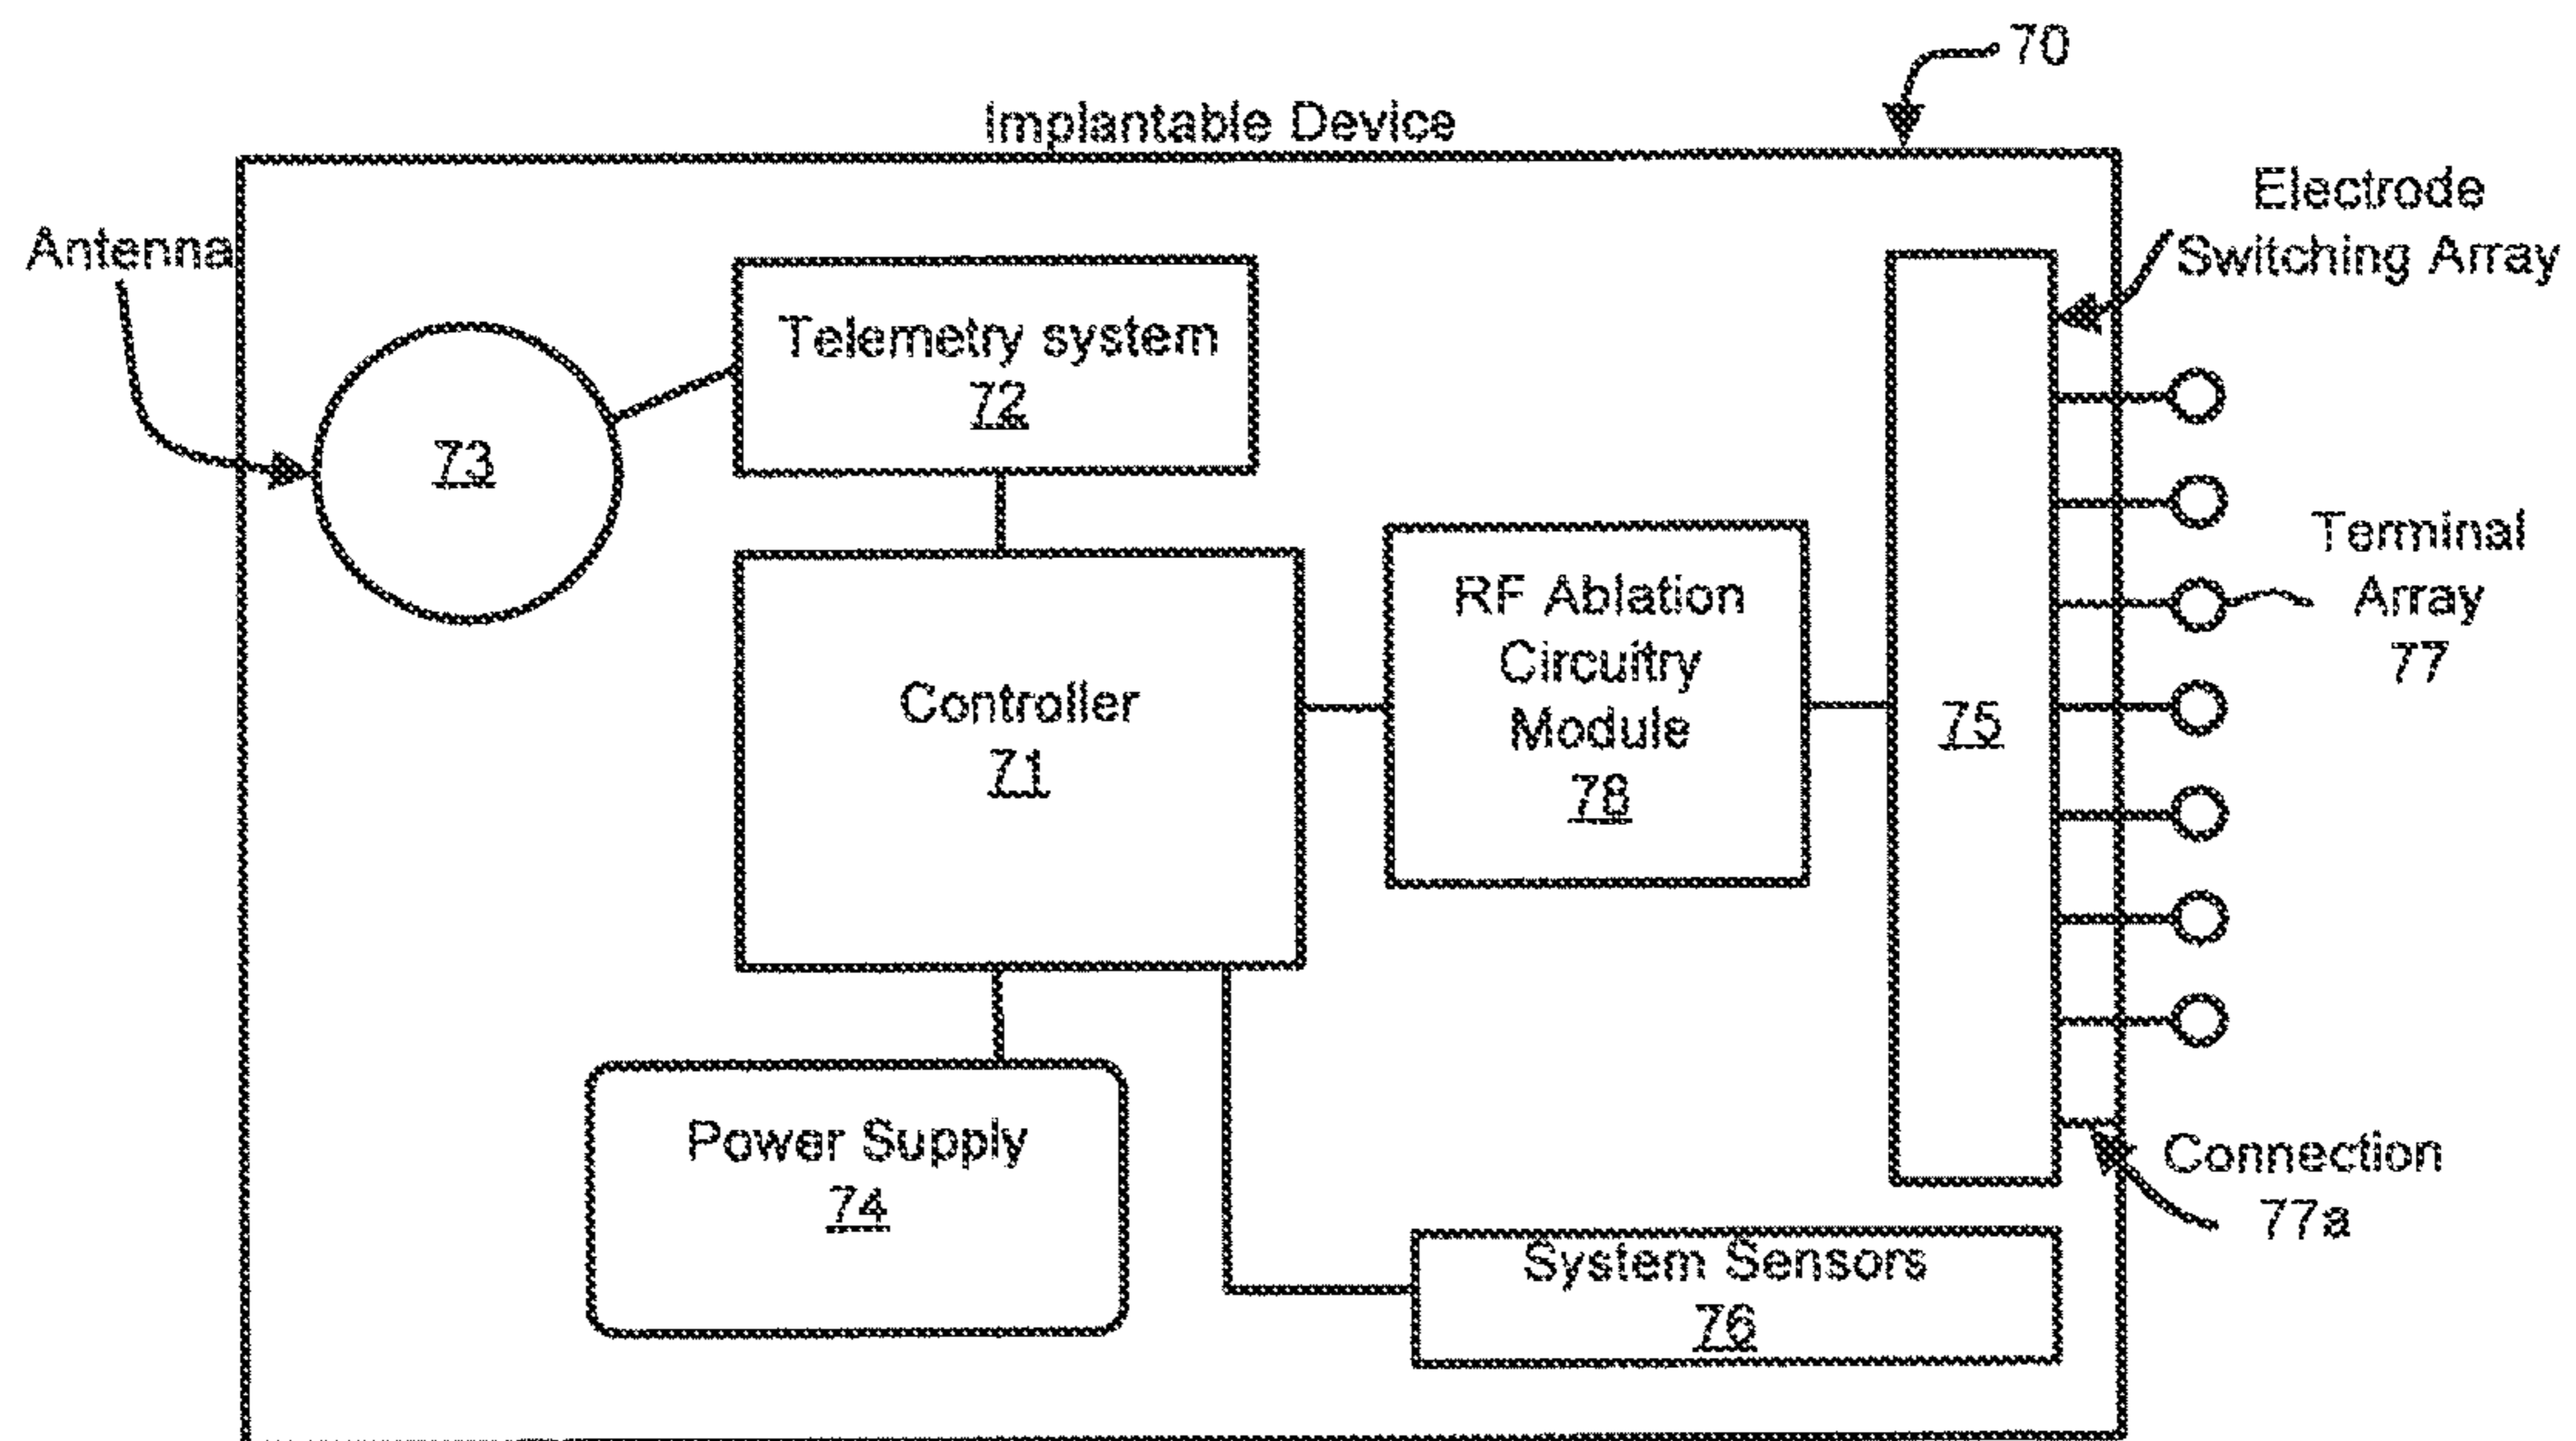 70
Implantable Device
Electrode
Switching Array
Antenna
Telemetry system
72
73
Terminal
Array
77
RF Ablation
Circuitry
Module
78
Controller
71
75
Power Supply
74
Connection
77a
System Sensors
76